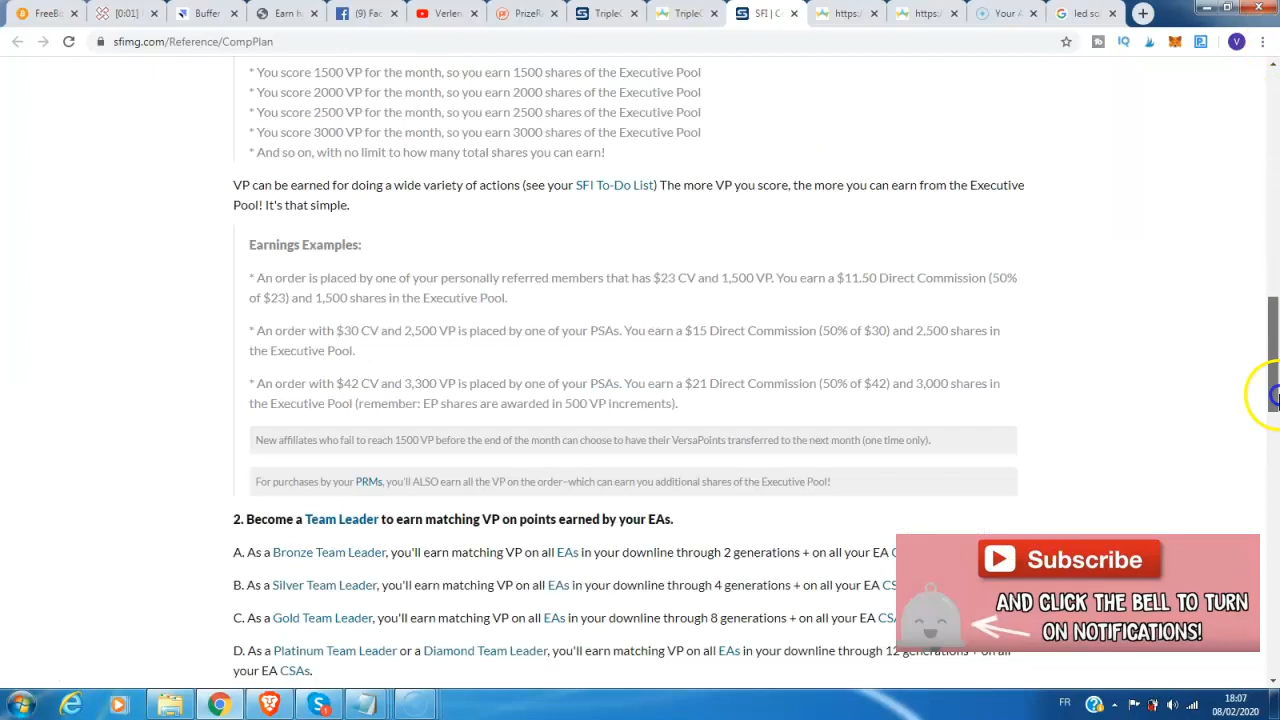 FreeB
[0:01]
Buffer
Earn h
(9) Fac
Verien
PrizeR
TripleC
TripleC
SFI | C
https:/
https:/
Your A
led sc
sfimg.com/Reference/CompPlan
V
* You score 1500 VP for the month, so you earn 1500 shares of the Executive Pool
* You score 2000 VP for the month, so you earn 2000 shares of the Executive Pool
* You score 2500 VP for the month, so you earn 2500 shares of the Executive Pool
* You score 3000 VP for the month, so you earn 3000 shares of the Executive Pool
* And so on, with no limit to how many total shares you can earn!
VP can be earned for doing a wide variety of actions (see your SFI To-Do List) The more VP you score, the more you can earn from the Executive
Pool! It's that simple.
Earnings Examples:
* An order is placed by one of your personally referred members that has $23 CV and 1,500 VP. You earn a $11.50 Direct Commission (50%
of $23) and 1,500 shares in the Executive Pool.
* An order with $30 CV and 2,500 VP is placed by one of your PSAs. You earn a $15 Direct Commission (50% of $30) and 2,500 shares in
the Executive Pool.
* An order with $42 CV and 3,300 VP is placed by one of your PSAs. You earn a $21 Direct Commission (50% of $42) and 3,000 shares in
the Executive Pool (remember: EP shares are awarded in 500 VP increments).
New affiliates who fail to reach 1500 VP before the end of the month can choose to have their VersaPoints transferred to the next month (one time only).
For purchases by your PRMs, you'll ALSO earn all the VP on the order–which can earn you additional shares of the Executive Pool!
2. Become a Team Leader to earn matching VP on points earned by your EAs.
A. As a Bronze Team Leader, you'll earn matching VP on all EAs in your downline through 2 generations + on all your EA
B. As a Silver Team Leader, you'll earn matching VP on all EAs in your downline through 4 generations + on all your EA CS
C. As a Gold Team Leader, you'll earn matching VP on all EAs in your downline through 8 generations + on all your EA CSA
D. As a Platinum Team Leader or a Diamond Team Leader, you'll earn matching VP on all EAs in your downline through 12 generations + on all
your EA CSAs.
Subscribe
AND CLICK THE BELL TO TURN
ON NOTIFICATIONS!
FR
18:07
08/02/2020